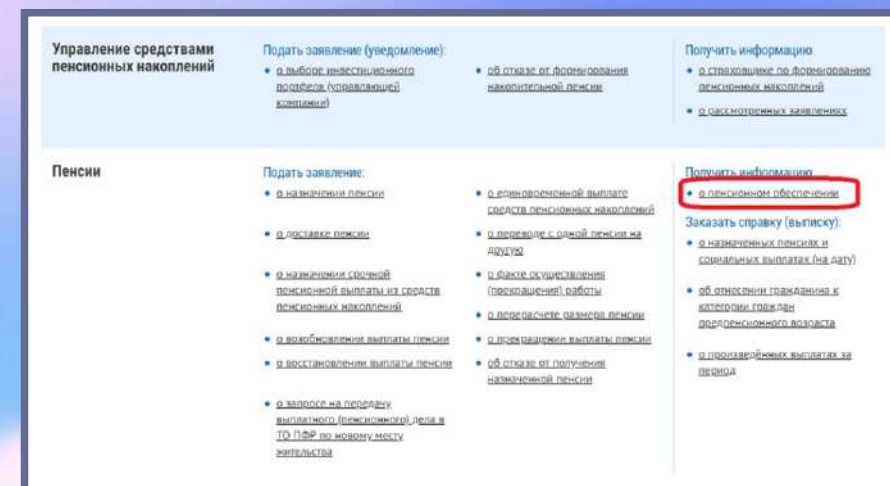 Управление средствами
пенсионных накоплений
Подать заявление (уведомление):
о выборе инвестиционного
портфеля (управляющей
компании)
об отказе от формирования
накопительной пенсии
Получить информацию
о страховщике по формированию
пенсионных накоплений
о рассмотренных заявлениях
Пенсии
Подать заявление:
о назначении пенсии
о доставке пенсии
о назначении срочной
пенсионной выплаты из средств
пенсионных накоплений
о возобновлении выплаты пенсии
о восстановлении выплаты пенсии
о запросе на передачу
выплатного (пенсионного) дела в
ТО ПФР по новому месту
жительства
о единовременной выплате
средств пенсионных накоплений
о переводе с одной пенсии на
другую
о факте осуществления
(прекращения) работы
о перерасчете размера пенсии
о прекращении выплаты пенсии
об отказе от получения
назначенной пенсии
Получить информацию
о пенсионном обеспечении
Заказать справку (выписку):
о назначенных пенсиях и
социальных выплатах (на дату)
об отнесении гражданина к
категории граждан
предпенсионного возраста
о произведённых выплатах за
период